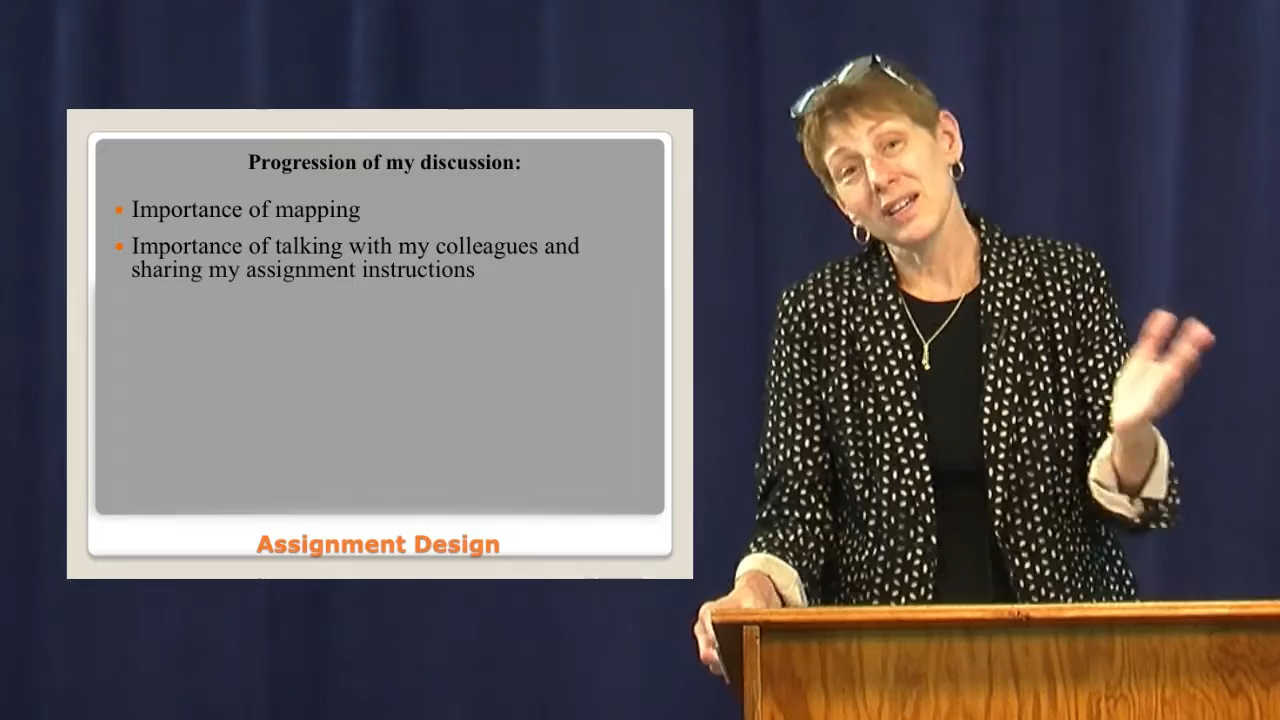 Progression of my discussion:
• Importance of mapping
• Importance of talking with my colleagues and
sharing my assignment instructions
Assignment Design